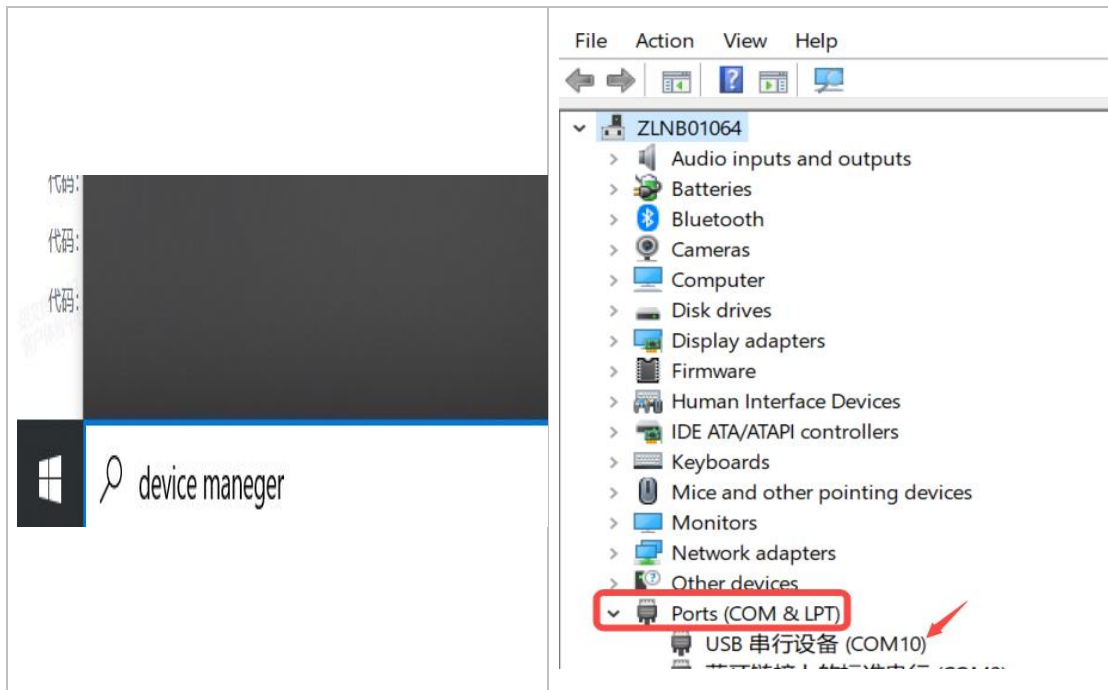 代码:
代码:
代码:
device maneger
File Action View Help
ZLNB01064
Audio inputs and outputs
Batteries
Bluetooth
Cameras
Computer
Disk drives
Display adapters
Firmware
Human Interface Devices
IDE ATA/ATAPI controllers
Keyboards
Mice and other pointing devices
Monitors
Network adapters
Other devices
Ports (COM & LPT)
USB 串行设备 (COM10)